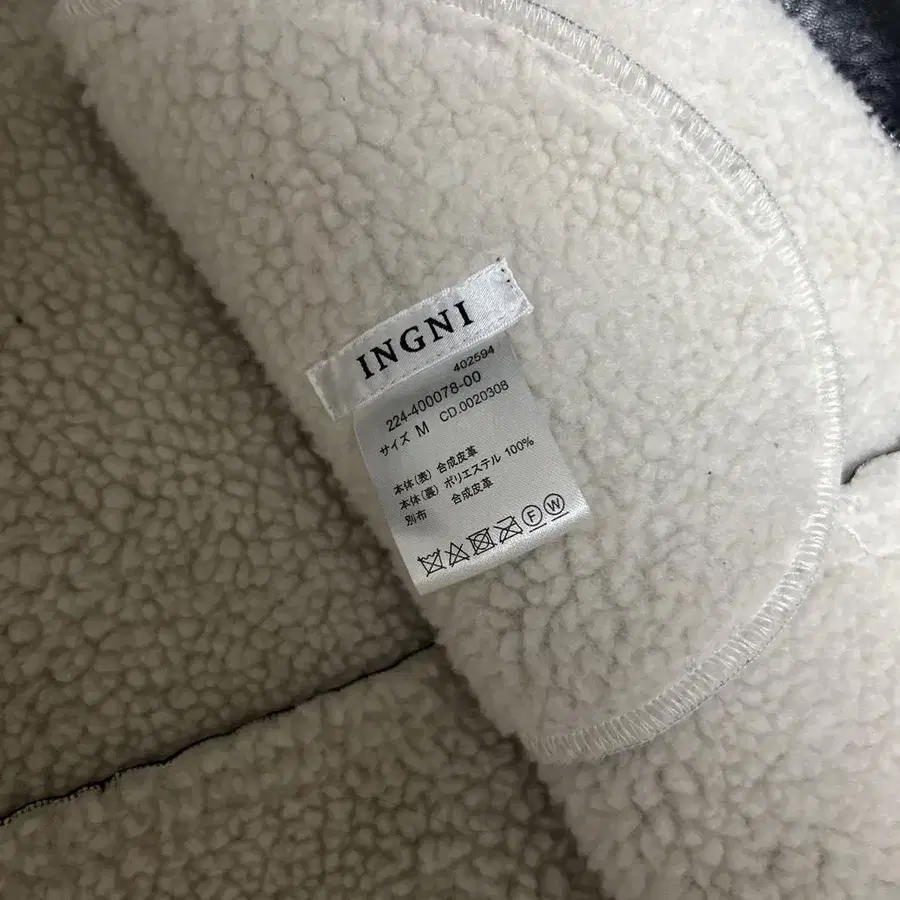 INGNI
402594
224-400078-00
サイズ M CD.0020308
本体(表) 合成皮革
本体(裏) ポリエステル 100%
別布 合成皮革
F W